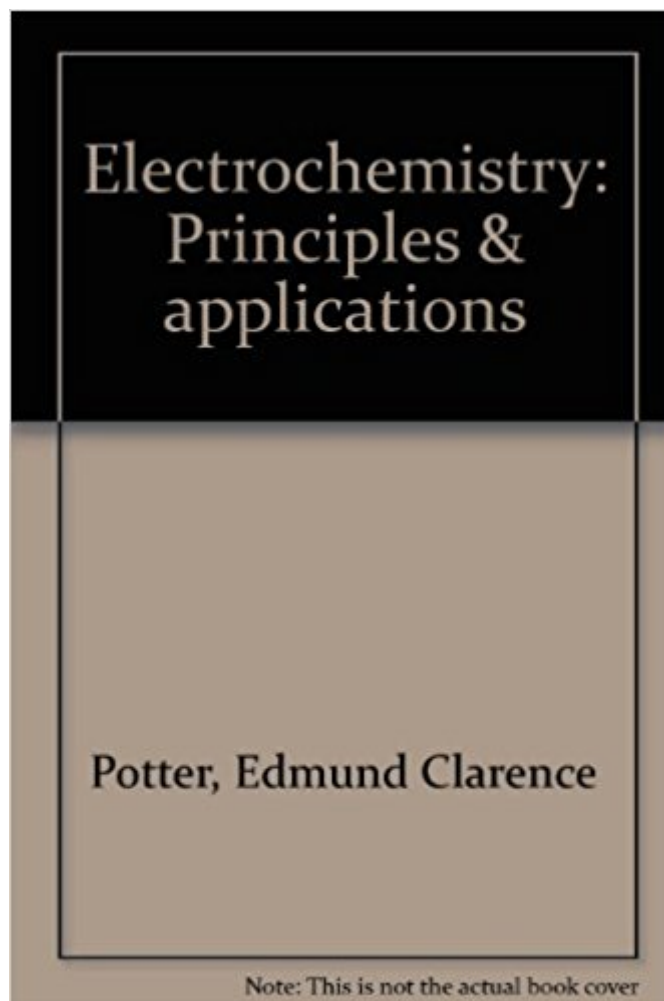 Electrochemistry:
Principles &
applications
Potter, Edmund Clarence
Note: This is not the actual book cover